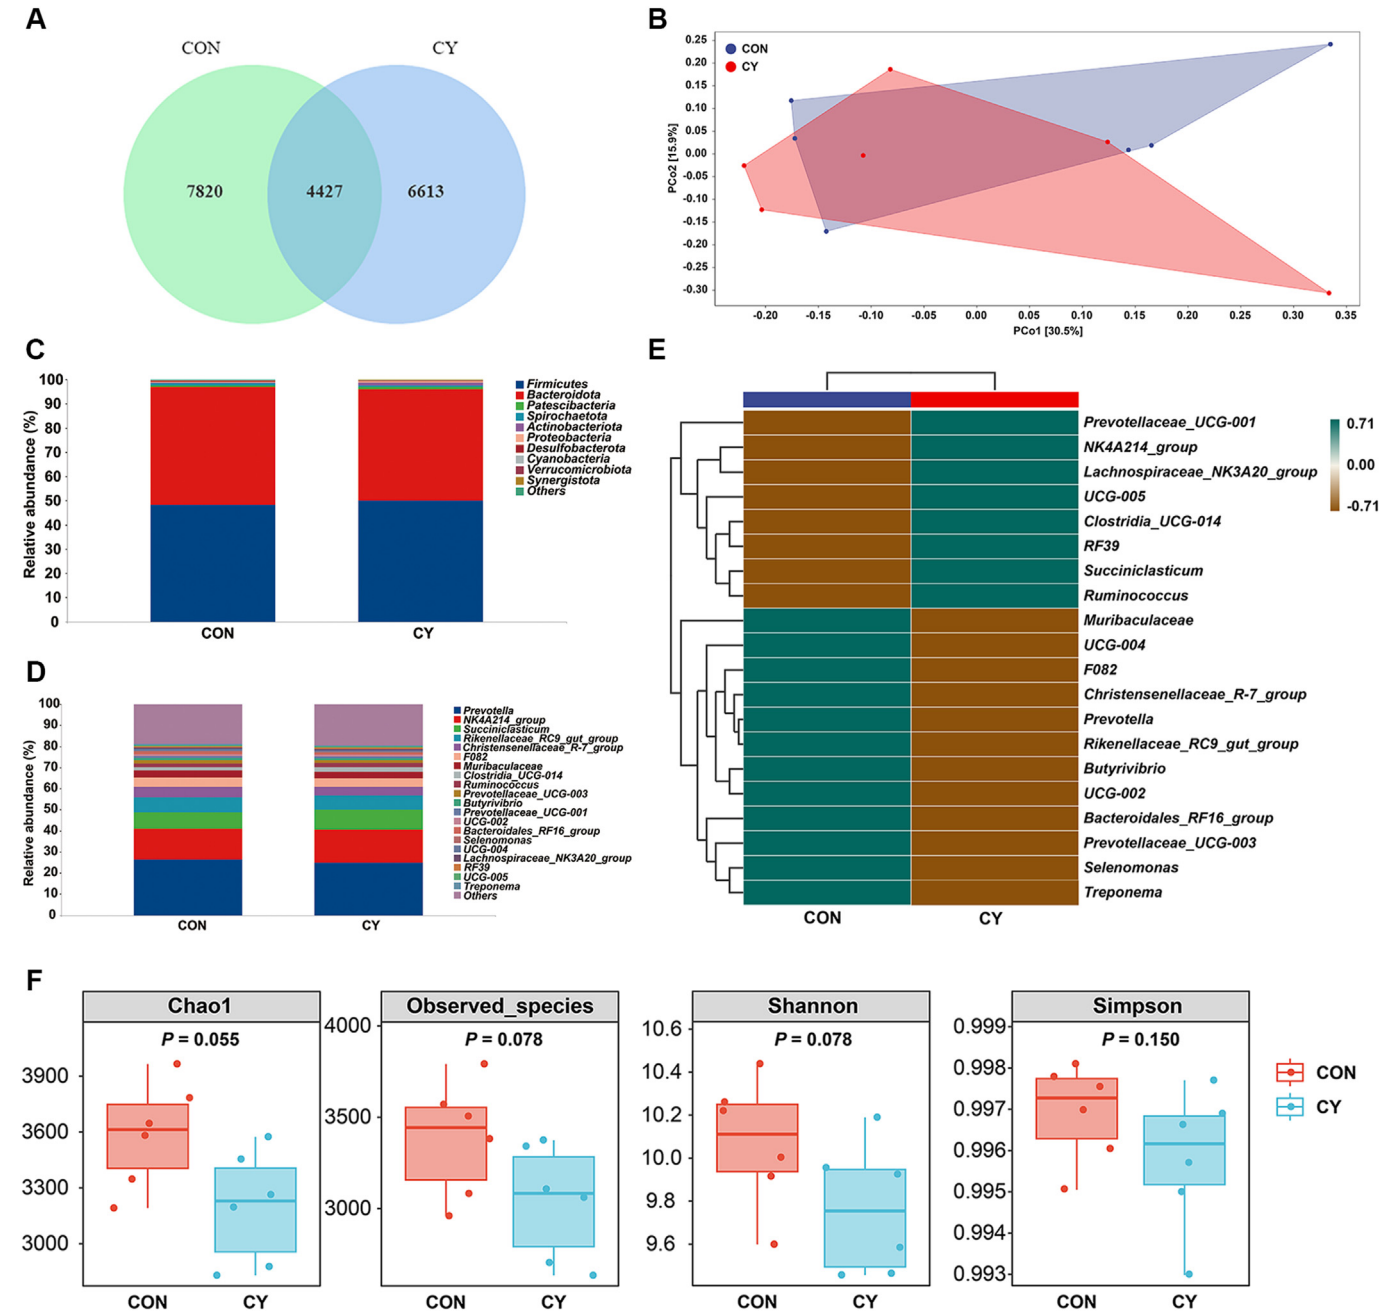 A
CON
CY
7820
4427
6613
B
CON
CY
0.25
0.20
0.15
0.10
0.05
0.00
-0.05
-0.10
-0.15
-0.20
-0.25
-0.30
PCo2 [15.9%]
-0.20
-0.15
-0.10
-0.05
0.00
0.05
0.10
0.15
0.20
0.25
0.30
0.35
PCo1 [30.5%]
C
Relative abundance (%)
100
90
80
70
60
50
40
30
20
10
0
CON
CY
Firmicutes
Bacteroidota
Patescibacteria
Spirochaetota
Actinobacteriota
Proteobacteria
Desulfobacterota
Cyanobacteria
Verrucomicrobiota
Synergistota
Others
D
Relative abundance (%)
100
90
80
70
60
50
40
30
20
10
0
CON
CY
Prevotella
NK4A214_group
Succiniclasticum
Rikenellaceae_RC9_gut_group
Christensenellaceae_R-7_group
F082
Muribaculaceae
Clostridia_UCG-014
Ruminococcus
Prevotellaceae_UCG-003
Butyrivibrio
Prevotellaceae_UCG-001
UCG-002
Bacteroidales_RF16_group
Selenomonas
UCG-004
Lachnospiraceae_NK3A20_group
RF39
UCG-005
Treponema
Others
E
Prevotellaceae_UCG-001
NK4A214_group
Lachnospiraceae_NK3A20_group
UCG-005
Clostridia_UCG-014
RF39
Succiniclasticum
Ruminococcus
Muribaculaceae
UCG-004
F082
Christensenellaceae_R-7_group
Prevotella
Rikenellaceae_RC9_gut_group
Butyrivibrio
UCG-002
Bacteroidales_RF16_group
Prevotellaceae_UCG-003
Selenomonas
Treponema
CON
CY
0.71
0.00
-0.71
F
Chao1
P = 0.055
3900
3600
3300
3000
CON
CY
Observed_species
P = 0.078
4000
3500
3000
CON
CY
Shannon
P = 0.078
10.6
10.4
10.2
10.0
9.8
9.6
CON
CY
Simpson
P = 0.150
0.999
0.998
0.997
0.996
0.995
0.994
0.993
CON
CY
CON
CY